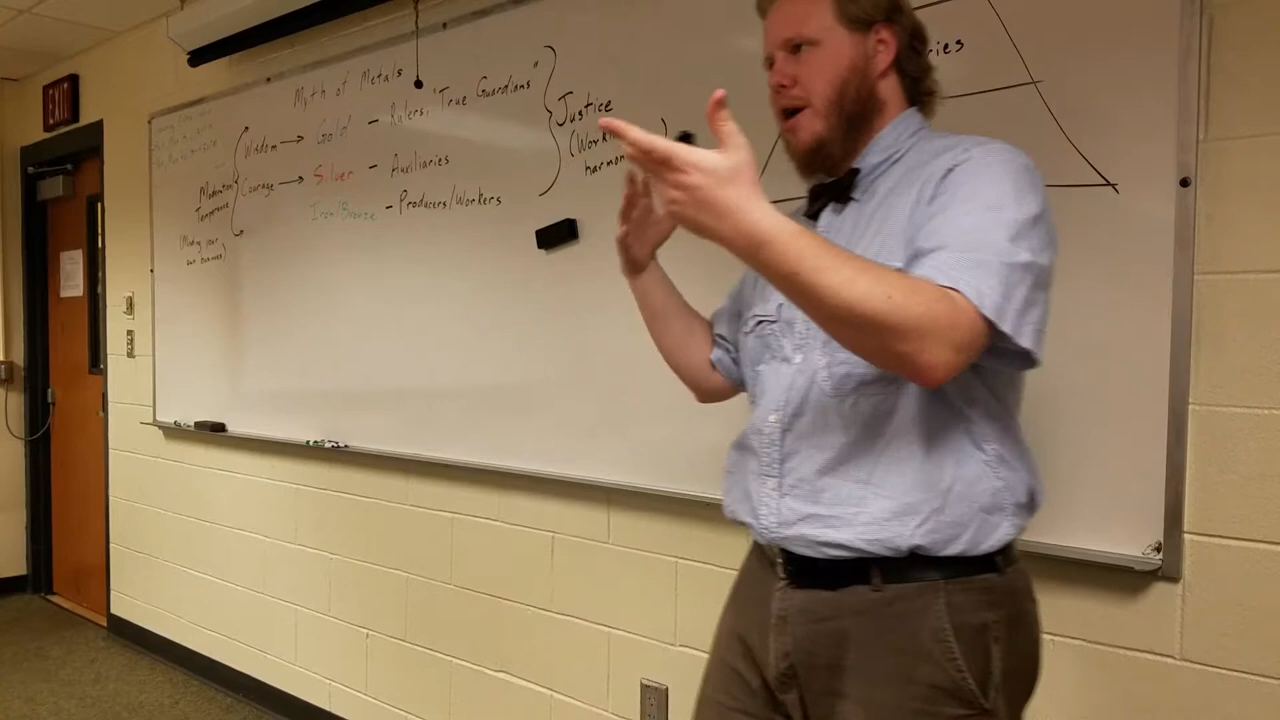 EXIT
Myth of Metals
Wisdom → Gold - Rulers, "True Guardians"
Courage → Silver - Auxiliaries
Iron/Bronze - Producers/Workers
Moderation
Temperance
(Minding your
own business)
Justice
(Work
harmon
ries